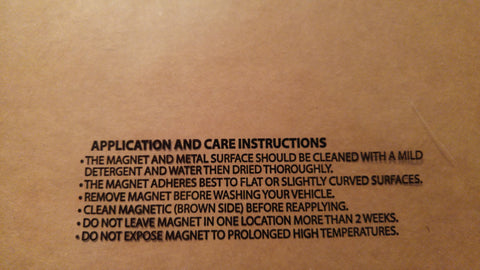 APPLICATION AND CARE INSTRUCTIONS
• THE MAGNET AND METAL SURFACE SHOULD BE CLEANED WITH A MILD
DETERGENT AND WATER THEN DRIED THOROUGHLY.
• THE MAGNET ADHERES BEST TO FLAT OR SLIGHTLY CURVED SURFACES.
• REMOVE MAGNET BEFORE WASHING YOUR VEHICLE.
• CLEAN MAGNETIC (BROWN SIDE) BEFORE REAPPLYING.
• DO NOT LEAVE MAGNET IN ONE LOCATION MORE THAN 2 WEEKS.
• DO NOT EXPOSE MAGNET TO PROLONGED HIGH TEMPERATURES.